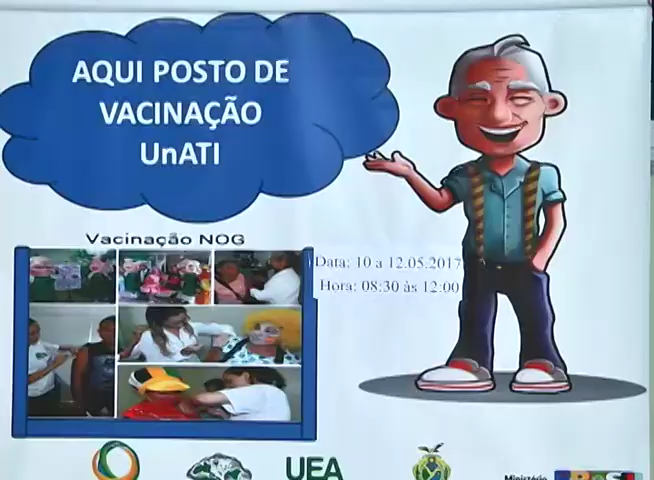 AQUI POSTO DE
VACINAÇÃO
UnATI
Vacinação NOG
Data: 10 a 12.05.2017
Hora: 08:30 às 12:00
UEA
Ministério